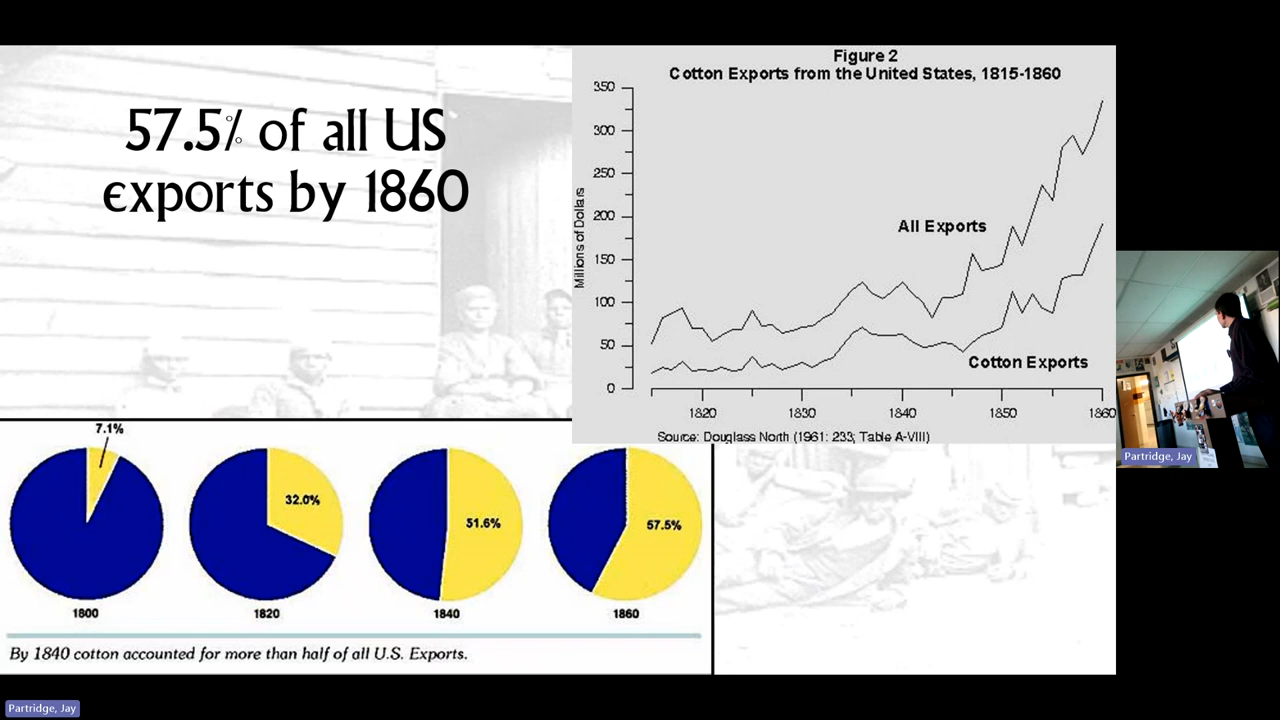 57.5% of all US
exports by 1860
Figure 2
Cotton Exports from the United States, 1815-1860
350
300
250
200
150
100
50
0
Millions of Dollars
All Exports
Cotton Exports
1820
1830
1840
1850
1860
Source: Douglass North (1961: 233; Table A-VIII)
7.1%
32.0%
51.6%
57.5%
1800
1820
1840
1860
By 1840 cotton accounted for more than half of all U.S. Exports.
Partridge, Jay
Partridge, Jay